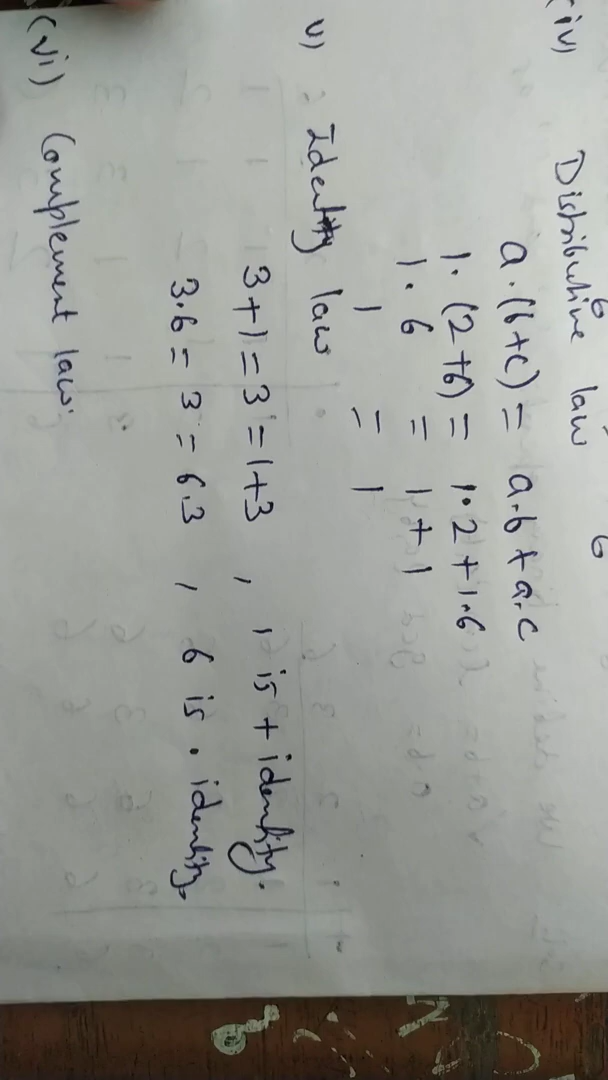 (iv) Distributive law
a.(b+c) = a.b + a.c
1.(2+6) = 1.2 + 1.6
1.6 = 1 + 1
1 = 1
v) : Identity law
3+1 = 3 = 1+3 , 1 is + identity.
3.6 = 3 = 6.3 , 6 is . identity.
(vi) Complement law.